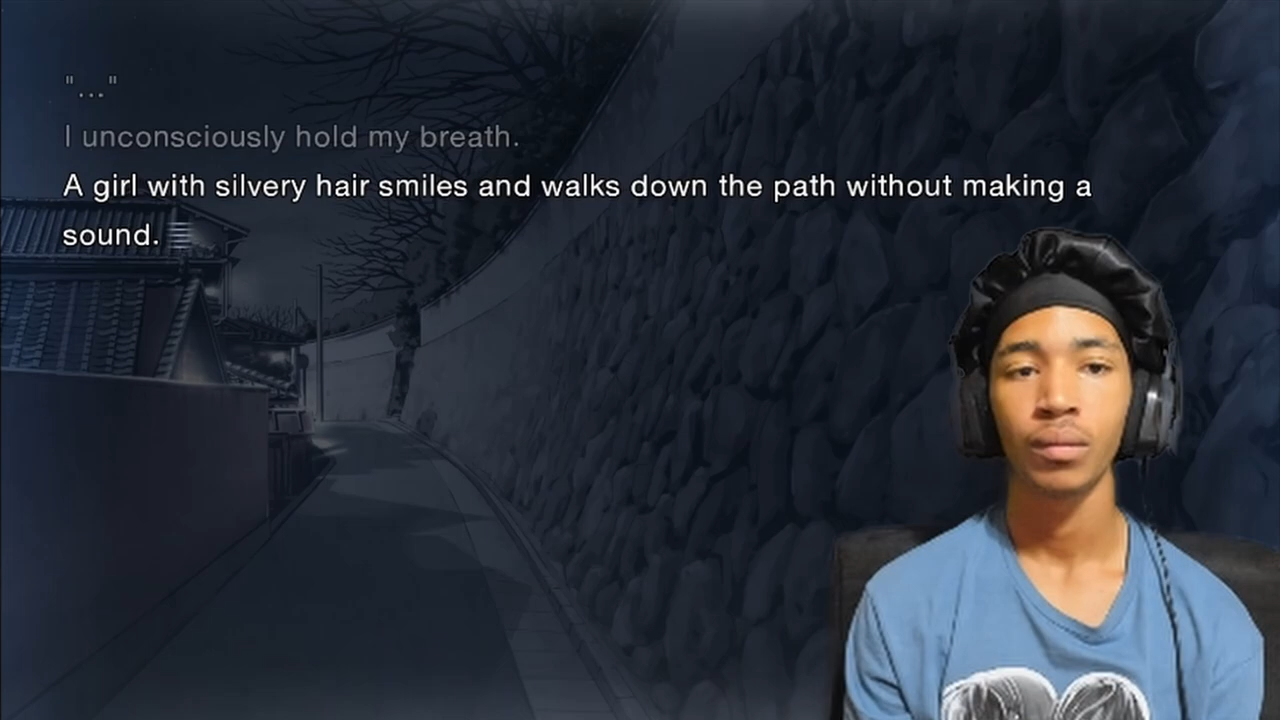 "..."
I unconsciously hold my breath.
A girl with silvery hair smiles and walks down the path without making a
sound.